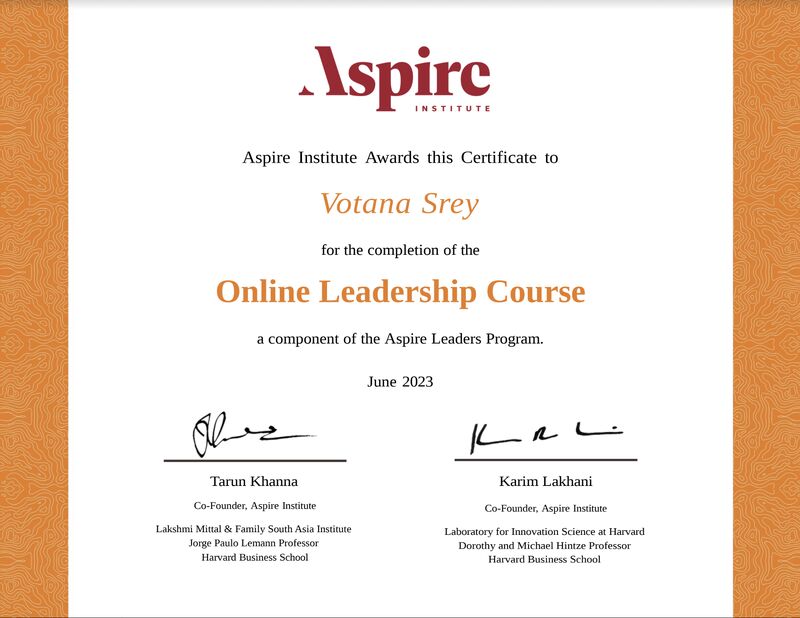 Aspire
INSTITUTE
Aspire Institute Awards this Certificate to
Votana Srey
for the completion of the
Online Leadership Course
a component of the Aspire Leaders Program.
June 2023
Tarun Khanna
Co-Founder, Aspire Institute
Lakshmi Mittal & Family South Asia Institute
Jorge Paulo Lemann Professor
Harvard Business School
Karim Lakhani
Co-Founder, Aspire Institute
Laboratory for Innovation Science at Harvard
Dorothy and Michael Hintze Professor
Harvard Business School